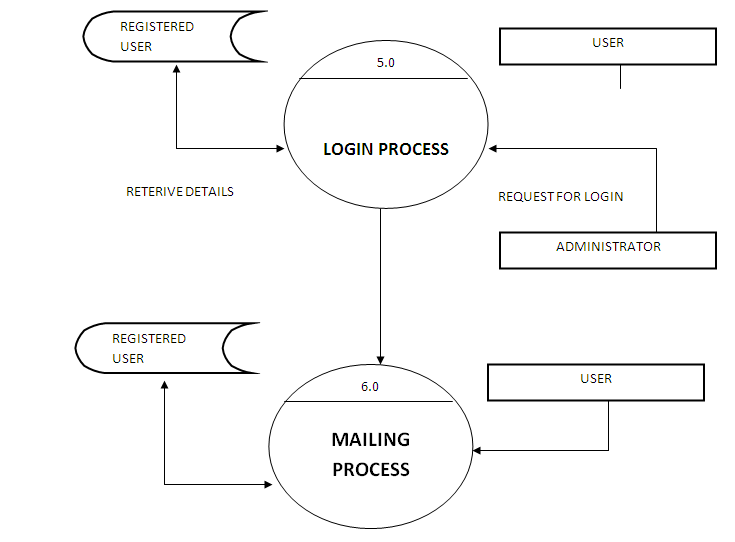 REGISTERED
USER
5.0
USER
LOGIN PROCESS
RETERIVE DETAILS
REQUEST FOR LOGIN
ADMINISTRATOR
REGISTERED
USER
6.0
USER
MAILING
PROCESS